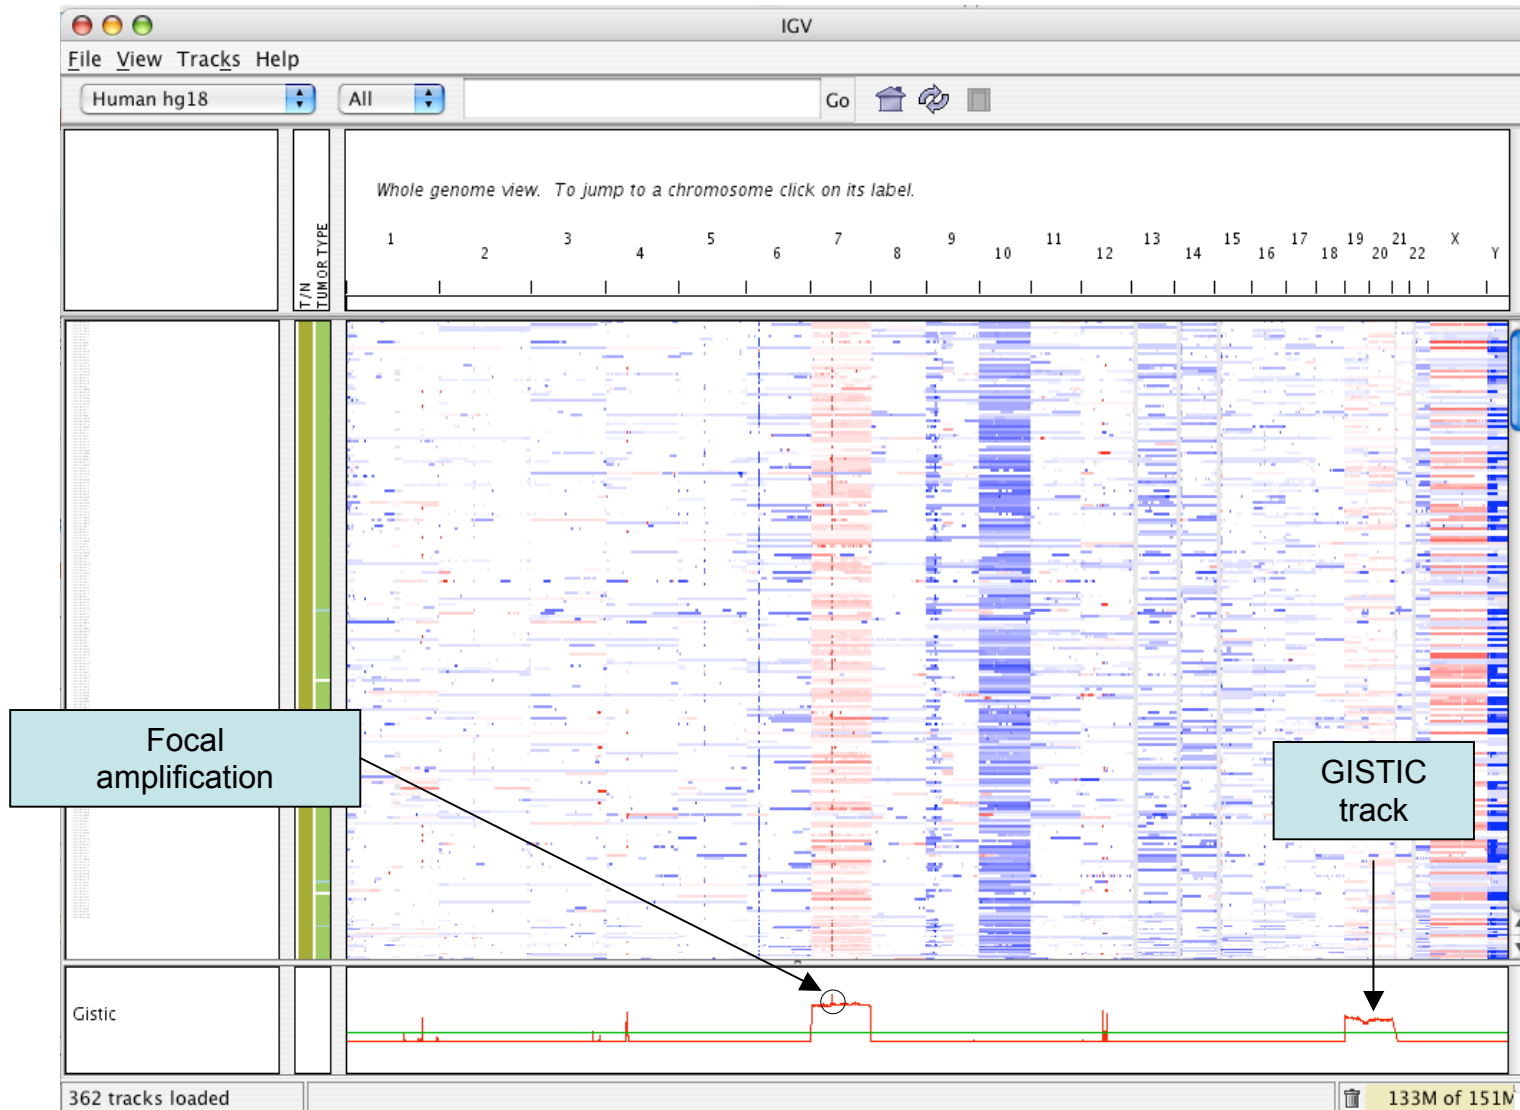 IGV
File View Tracks Help
Human hg18
All
Go
T/N
TUMOR TYPE
Whole genome view. To jump to a chromosome click on its label.
1 2 3 4 5 6 7 8 9 10 11 12 13 14 15 16 17 18 19 20 21 22 X Y
Focal
amplification
GISTIC
track
Gistic
362 tracks loaded
133M of 151M